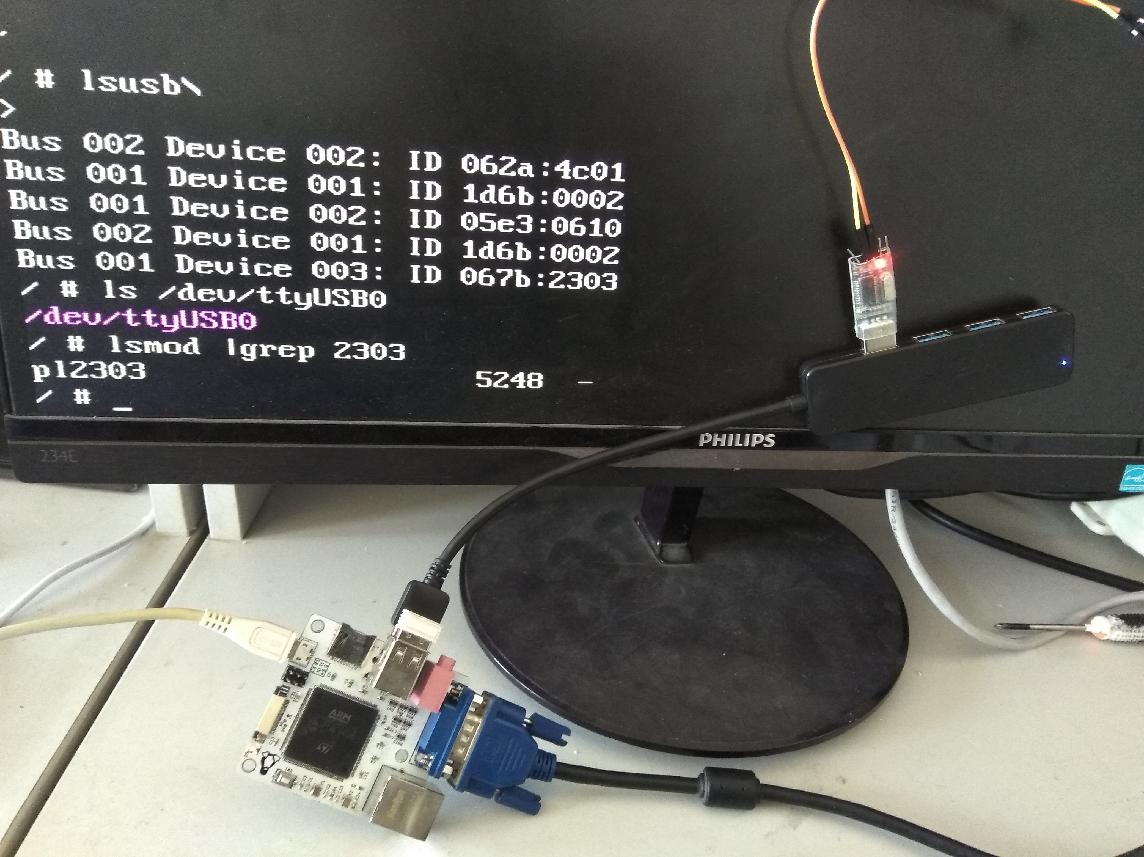 / # lsusb\
>
Bus 002 Device 002: ID 062a:4c01
Bus 001 Device 001: ID 1d6b:0002
Bus 001 Device 002: ID 05e3:0610
Bus 002 Device 001: ID 1d6b:0002
Bus 001 Device 003: ID 067b:2303
/ # ls /dev/ttyUSB0
/dev/ttyUSB0
/ # lsmod |grep 2303
pl2303 5248 -
/ # _
PHILIPS
234E
ARM